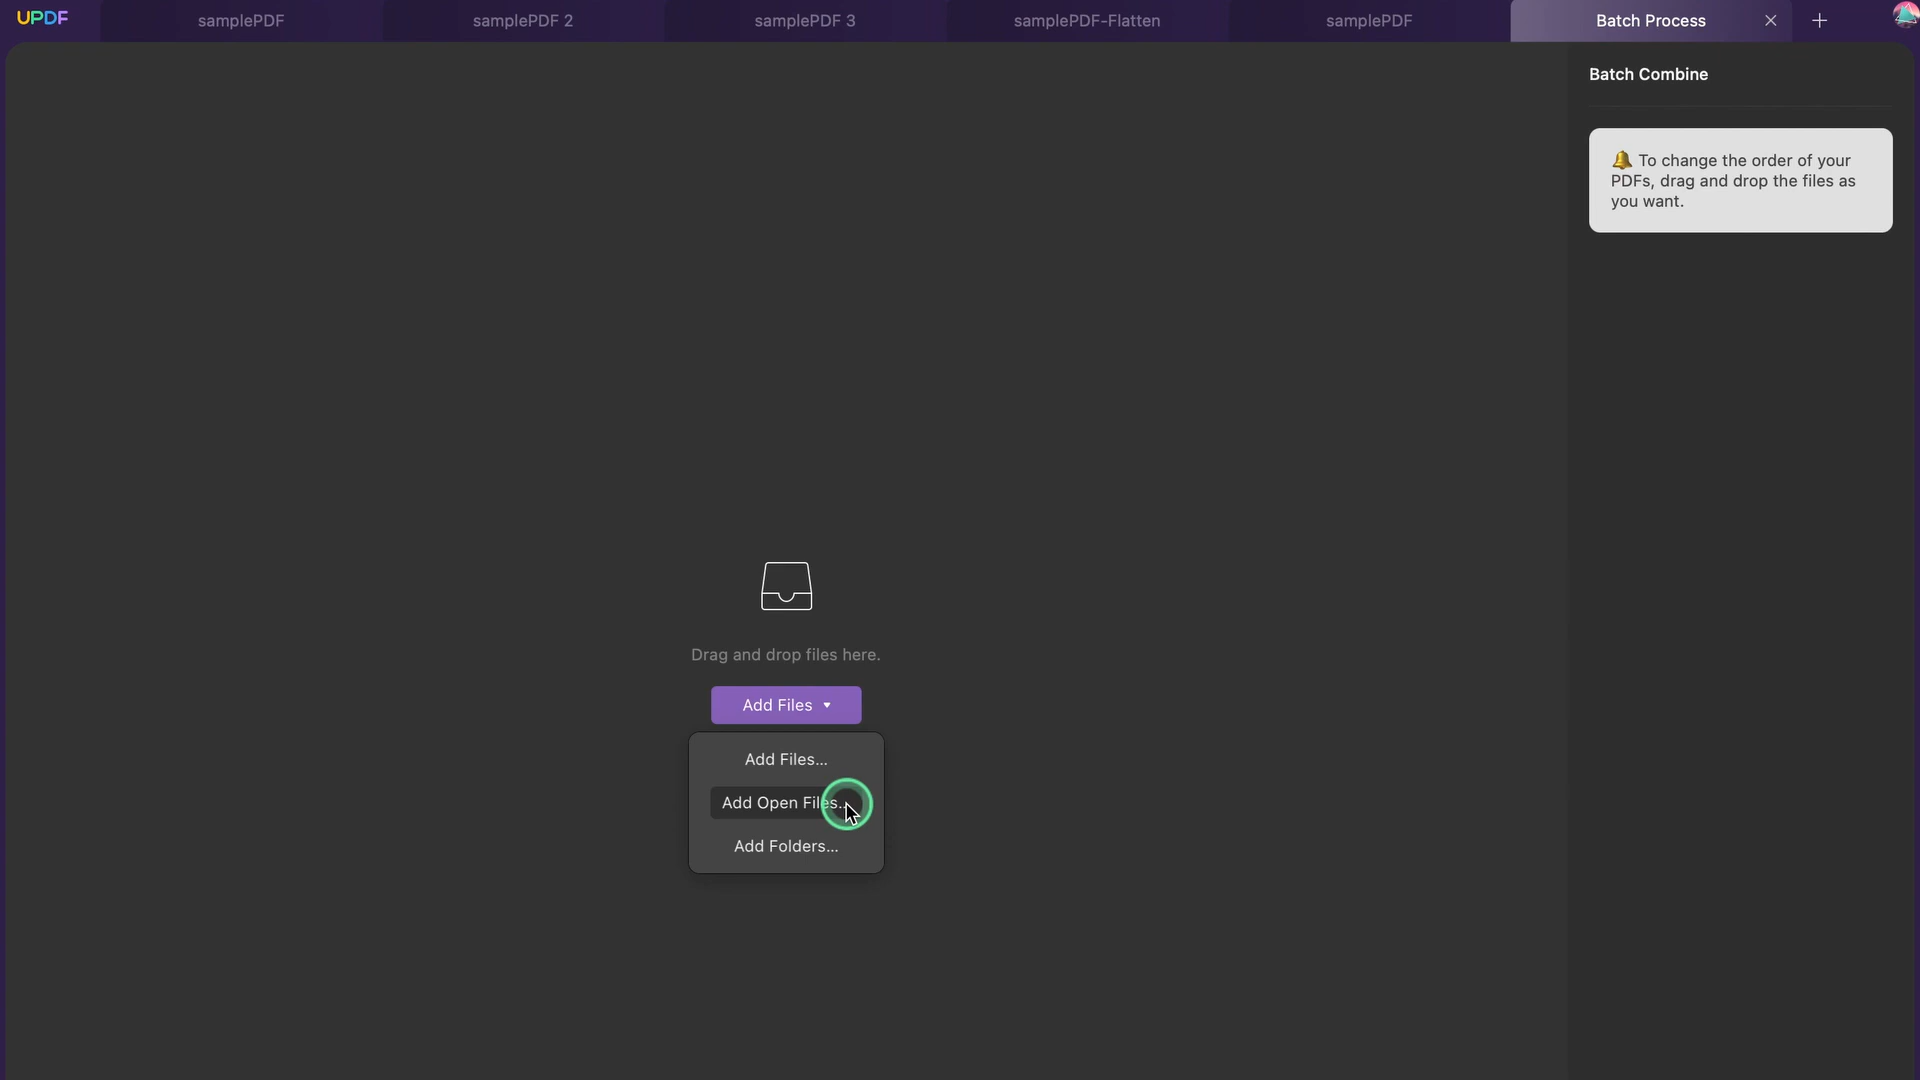 UPDF
samplePDF
samplePDF 2
samplePDF 3
samplePDF-Flatten
samplePDF
Batch Process
Batch Combine
🔔 To change the order of your
PDFs, drag and drop the files as
you want.
Drag and drop files here.
Add Files
Add Files...
Add Open Files...
Add Folders...